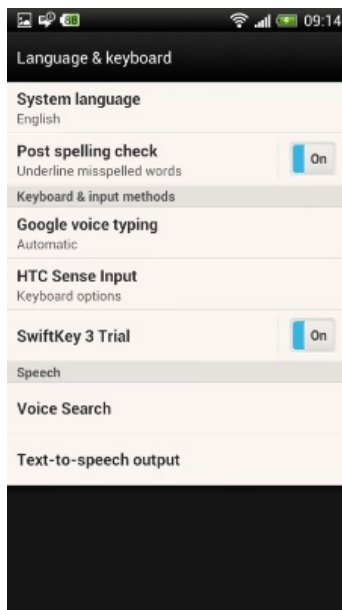 88 09:14
Language & keyboard
System language
English
Post spelling check
Underline misspelled words
On
Keyboard & input methods
Google voice typing
Automatic
HTC Sense Input
Keyboard options
SwiftKey 3 Trial
On
Speech
Voice Search
Text-to-speech output